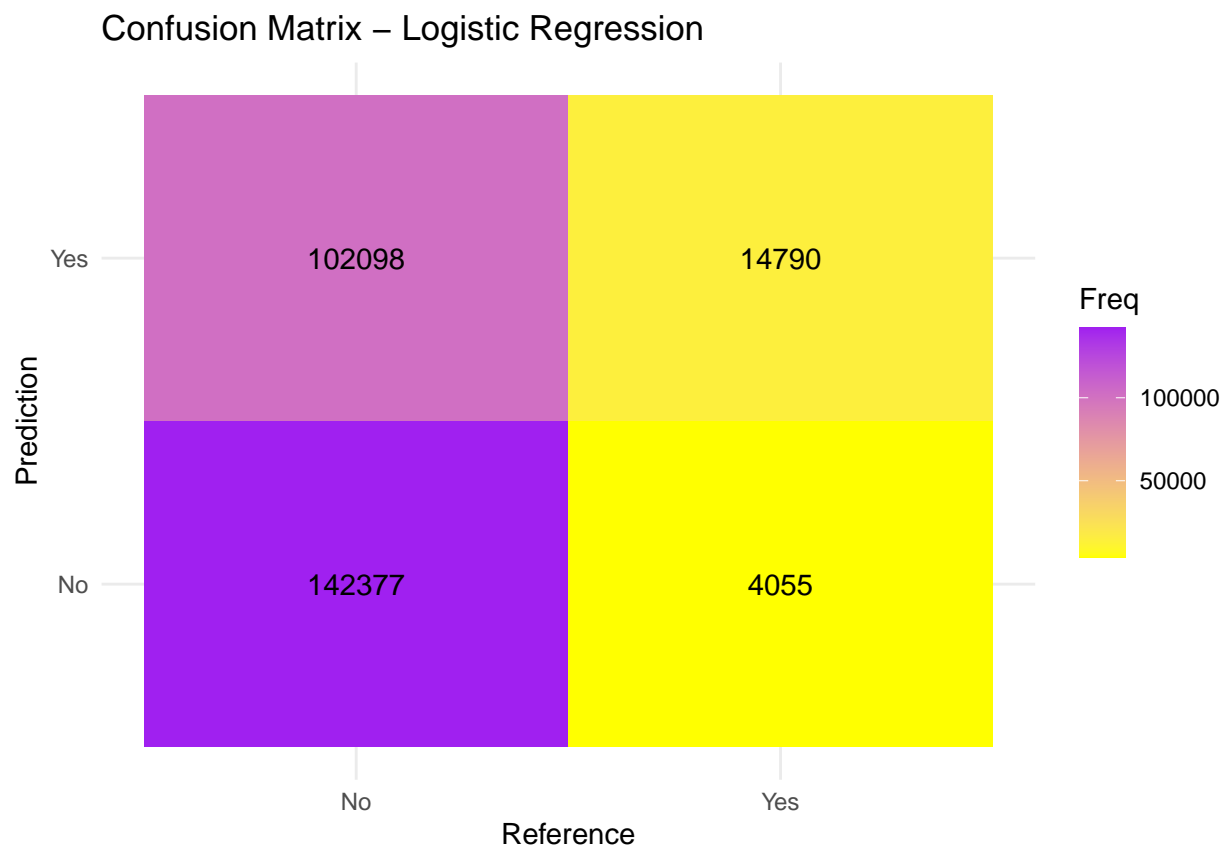 Confusion Matrix – Logistic Regression
Yes
102098
14790
Prediction
No
142377
4055
No
Yes
Reference
Freq
100000
50000